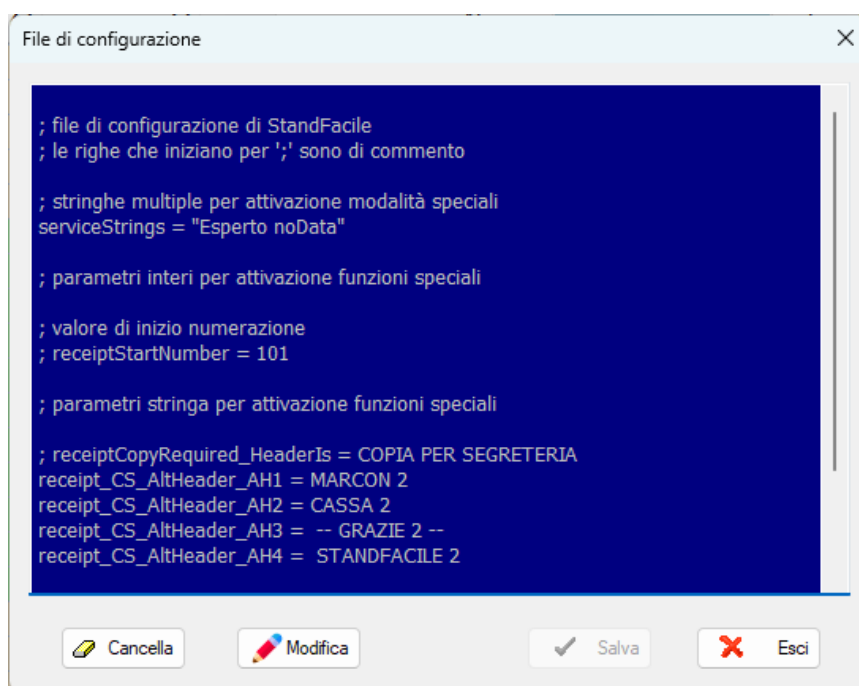 File di configurazione
; file di configurazione di StandFacile
; le righe che iniziano per ';' sono di commento
; stringhe multiple per attivazione modalità speciali
serviceStrings = "Esperto noData"
; parametri interi per attivazione funzioni speciali
; valore di inizio numerazione
; receiptStartNumber = 101
; parametri stringa per attivazione funzioni speciali
; receiptCopyRequired_HeaderIs = COPIA PER SEGRETERIA
receipt_CS_AltHeader_AH1 = MARCON 2
receipt_CS_AltHeader_AH2 = CASSA 2
receipt_CS_AltHeader_AH3 =  -- GRAZIE 2 --
receipt_CS_AltHeader_AH4 =  STANDFACILE 2
Cancella Modifica Salva Esci